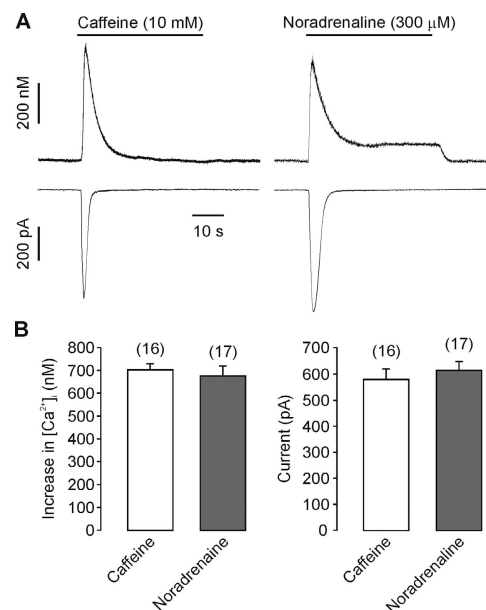 A
Caffeine (10 mM)
Noradrenaline (300 µM)
200 nM
200 pA
10 s
B
Increase in [Ca²⁺]ᵢ (nM)
800
700
600
500
400
300
200
100
0
(16)
(17)
Caffeine
Noradrenaine
Current (pA)
700
600
500
400
300
200
100
0
(16)
(17)
Caffeine
Noradrenaline